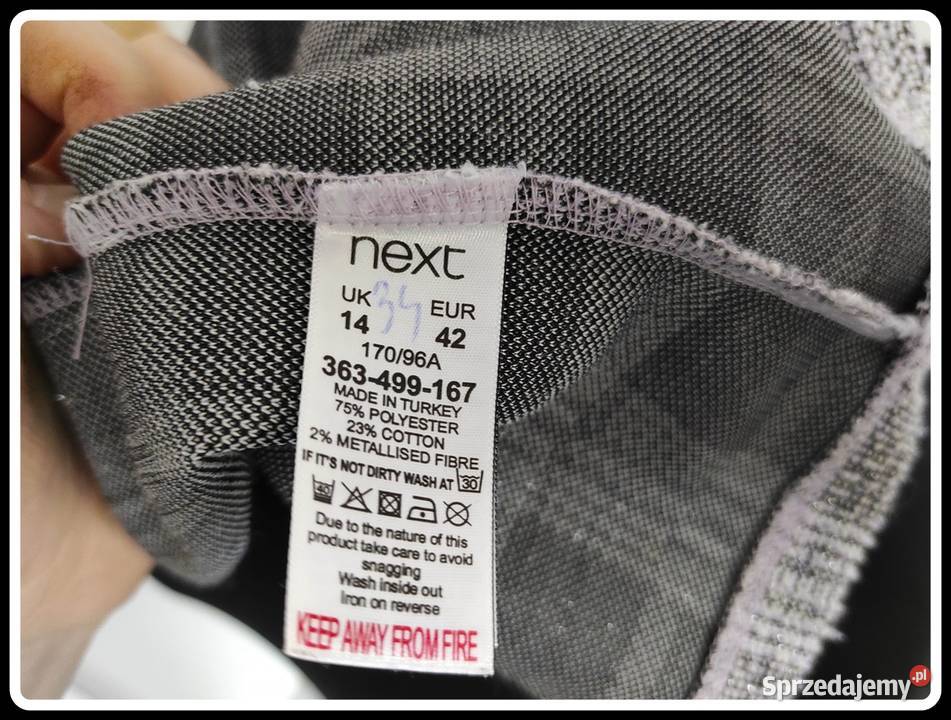 next
UK 34 EUR
14 42
170/96A
363-499-167
MADE IN TURKEY
75% POLYESTER
23% COTTON
2% METALLISED FIBRE
IF IT'S NOT DIRTY WASH AT 30
40
Due to the nature of this
product take care to avoid
snagging
Wash inside out
Iron on reverse
KEEP AWAY FROM FIRE
Sprzedajemy.pl